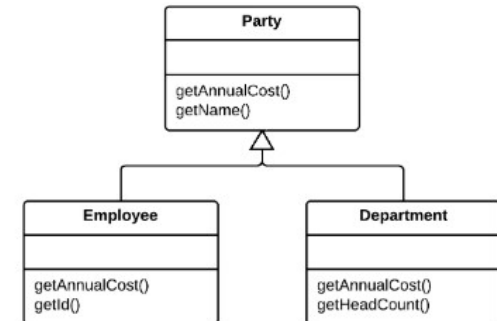 Party
getAnnualCost()
getName()
Employee
getAnnualCost()
getId()
Department
getAnnualCost()
getHeadCount()